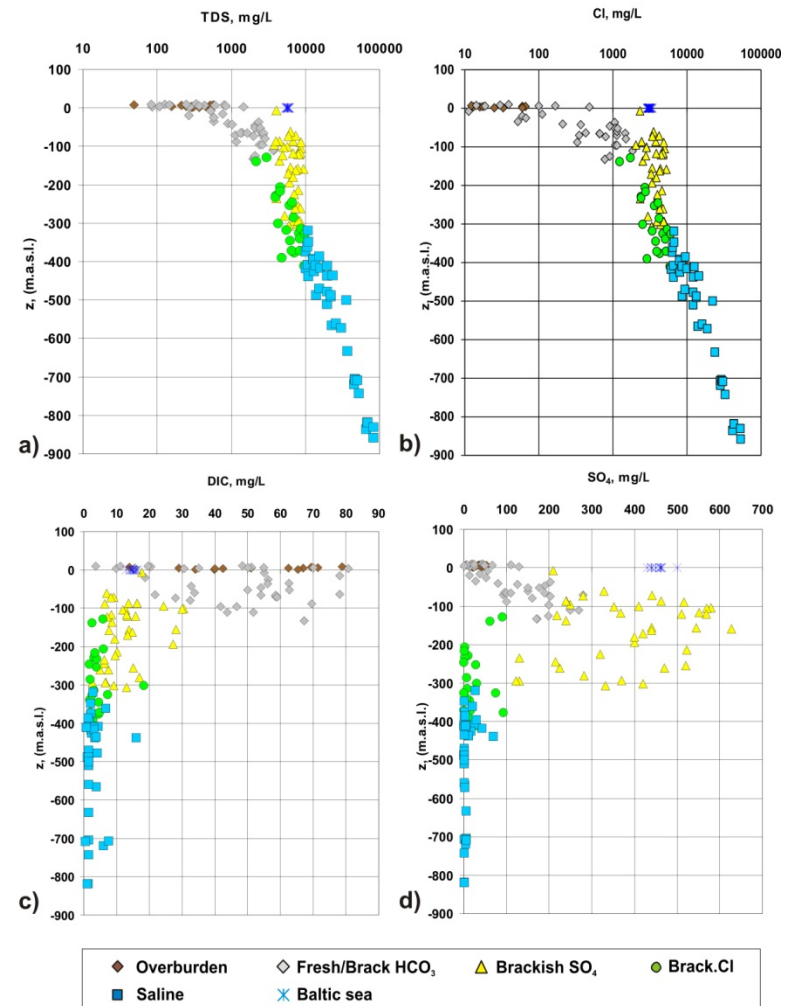 TDS, mg/L
10 100 1000 10000 100000
100
0
-100
-200
-300
-400
-500
-600
-700
-800
-900
z, (m.a.s.l.)
a)
Cl, mg/L
10 100 1000 10000 100000
100
0
-100
-200
-300
-400
-500
-600
-700
-800
-900
z, (m.a.s.l.)
b)
DIC, mg/L
0 10 20 30 40 50 60 70 80 90
100
0
-100
-200
-300
-400
-500
-600
-700
-800
-900
z, (m.a.s.l.)
c)
SO₄, mg/L
0 100 200 300 400 500 600 700
100
0
-100
-200
-300
-400
-500
-600
-700
-800
-900
z, (m.a.s.l.)
d)
Overburden Fresh/Brack HCO₃ Brackish SO₄ Brack.Cl
Saline Baltic sea